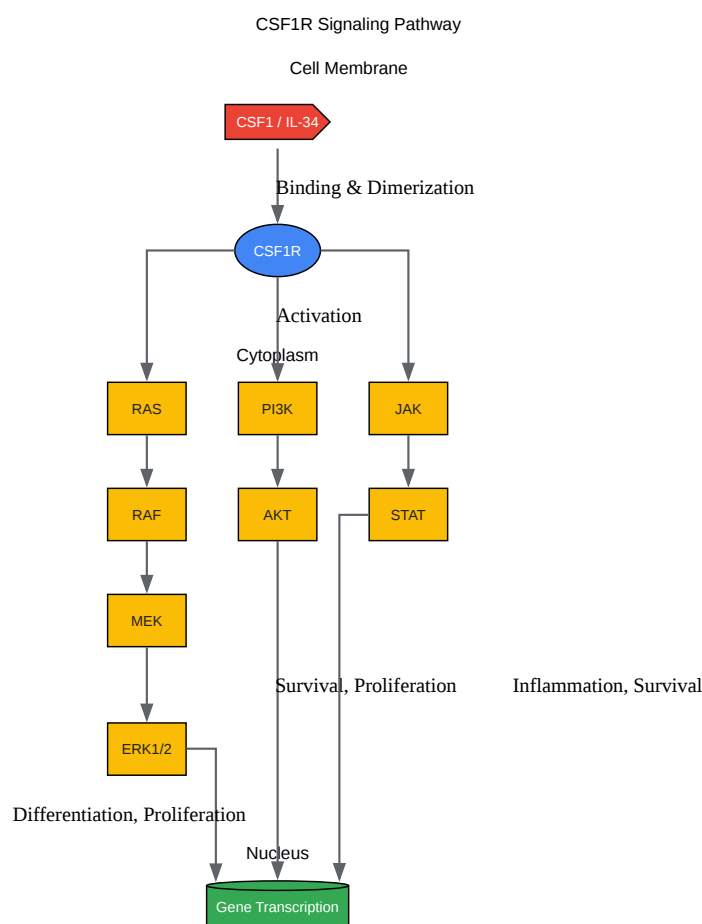 CSF1R Signaling Pathway
Cell Membrane
CSF1 / IL-34
Binding & Dimerization
CSF1R
Activation
Cytoplasm
RAS
PI3K
JAK
RAF
AKT
STAT
MEK
Survival, Proliferation
Inflammation, Survival
ERK1/2
Differentiation, Proliferation
Nucleus
Gene Transcription